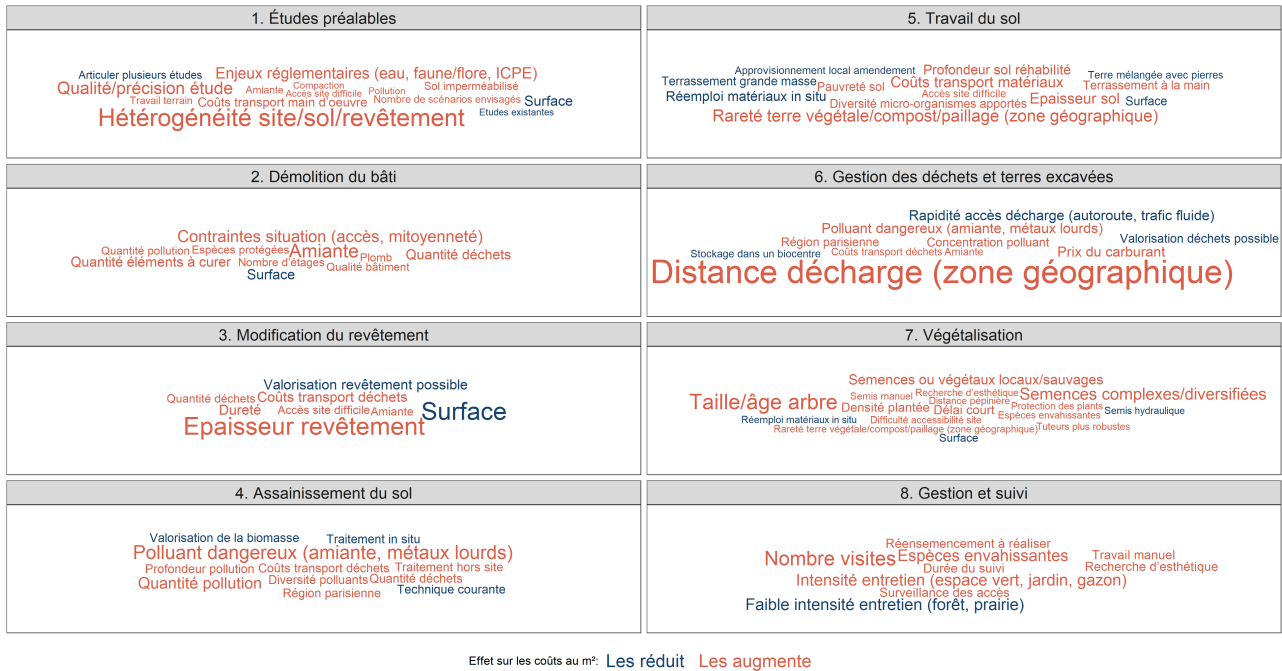 1. Études préalables
Articuler plusieurs études
Enjeux réglementaires (eau, faune/flore, ICPE)
Qualité/précision étude
Amiante
Compaction
Accès site difficile
Pollution
Sol imperméabilisé
Travail terrain
Coûts transport main d'oeuvre
Nombre de scénarios envisagés
Surface
Hétérogénéité site/sol/revêtement
Etudes existantes
2. Démolition du bâti
Contraintes situation (accès, mitoyenneté)
Quantité pollution
Espèces protégées
Amiante
Plomb
Quantité déchets
Quantité éléments à curer
Nombre d'étages
Qualité bâtiment
Surface
3. Modification du revêtement
Valorisation revêtement possible
Quantité déchets
Coûts transport déchets
Dureté
Accès site difficile
Amiante
Surface
Epaisseur revêtement
4. Assainissement du sol
Valorisation de la biomasse
Traitement in situ
Polluant dangereux (amiante, métaux lourds)
Profondeur pollution
Coûts transport déchets
Traitement hors site
Quantité pollution
Diversité polluants
Quantité déchets
Région parisienne
Technique courante
5. Travail du sol
Approvisionnement local amendement
Profondeur sol réhabilité
Terre mélangée avec pierres
Terrassement grande masse
Pauvreté sol
Coûts transport matériaux
Terrassement à la main
Réemploi matériaux in situ
Accès site difficile
Diversité micro-organismes apportés
Epaisseur sol
Surface
Rareté terre végétale/compost/paillage (zone géographique)
6. Gestion des déchets et terres excavées
Rapidité accès décharge (autoroute, trafic fluide)
Polluant dangereux (amiante, métaux lourds)
Région parisienne
Concentration polluant
Valorisation déchets possible
Stockage dans un biocentre
Coûts transport déchets
Amiante
Prix du carburant
Distance décharge (zone géographique)
7. Végétalisation
Semences ou végétaux locaux/sauvages
Taille/âge arbre
Semis manuel
Recherche d'esthétique
Semences complexes/diversifiées
Distance pépinière
Densité plantée
Délai court
Protection des plants
Semis hydraulique
Espèces envahissantes
Réemploi matériaux in situ
Difficulté accessibilité site
Rareté terre végétale/compost/paillage (zone géographique)
Tuteurs plus robustes
Surface
8. Gestion et suivi
Réensemencement à réaliser
Nombre visites
Espèces envahissantes
Travail manuel
Durée du suivi
Recherche d'esthétique
Intensité entretien (espace vert, jardin, gazon)
Surveillance des accès
Faible intensité entretien (forêt, prairie)
Effet sur les coûts au m²: Les réduit Les augmente